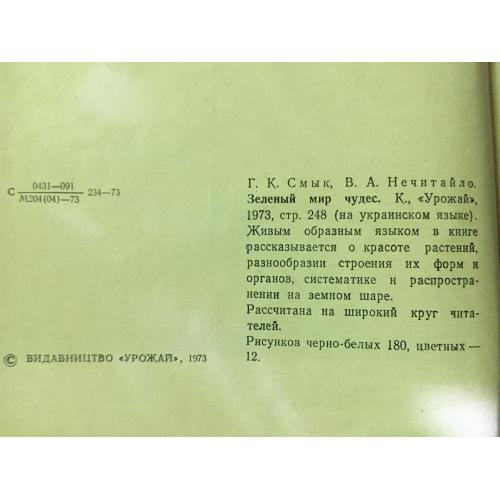 С 0431—091 234—73
М204(04)—73
Г. К. Смык, В. А. Нечитайло.
Зеленый мир чудес. К., «Урожай»,
1973, стр. 248 (на украинском языке).
Живым образным языком в книге
рассказывается о красоте растений,
разнообразии строения их форм и
органов, систематике и распростра-
нении на земном шаре.
Рассчитана на широкий круг чита-
телей.
Рисунков черно-белых 180, цветных—
12.
© ВИДАВНИЦТВО «УРОЖАЙ», 1973